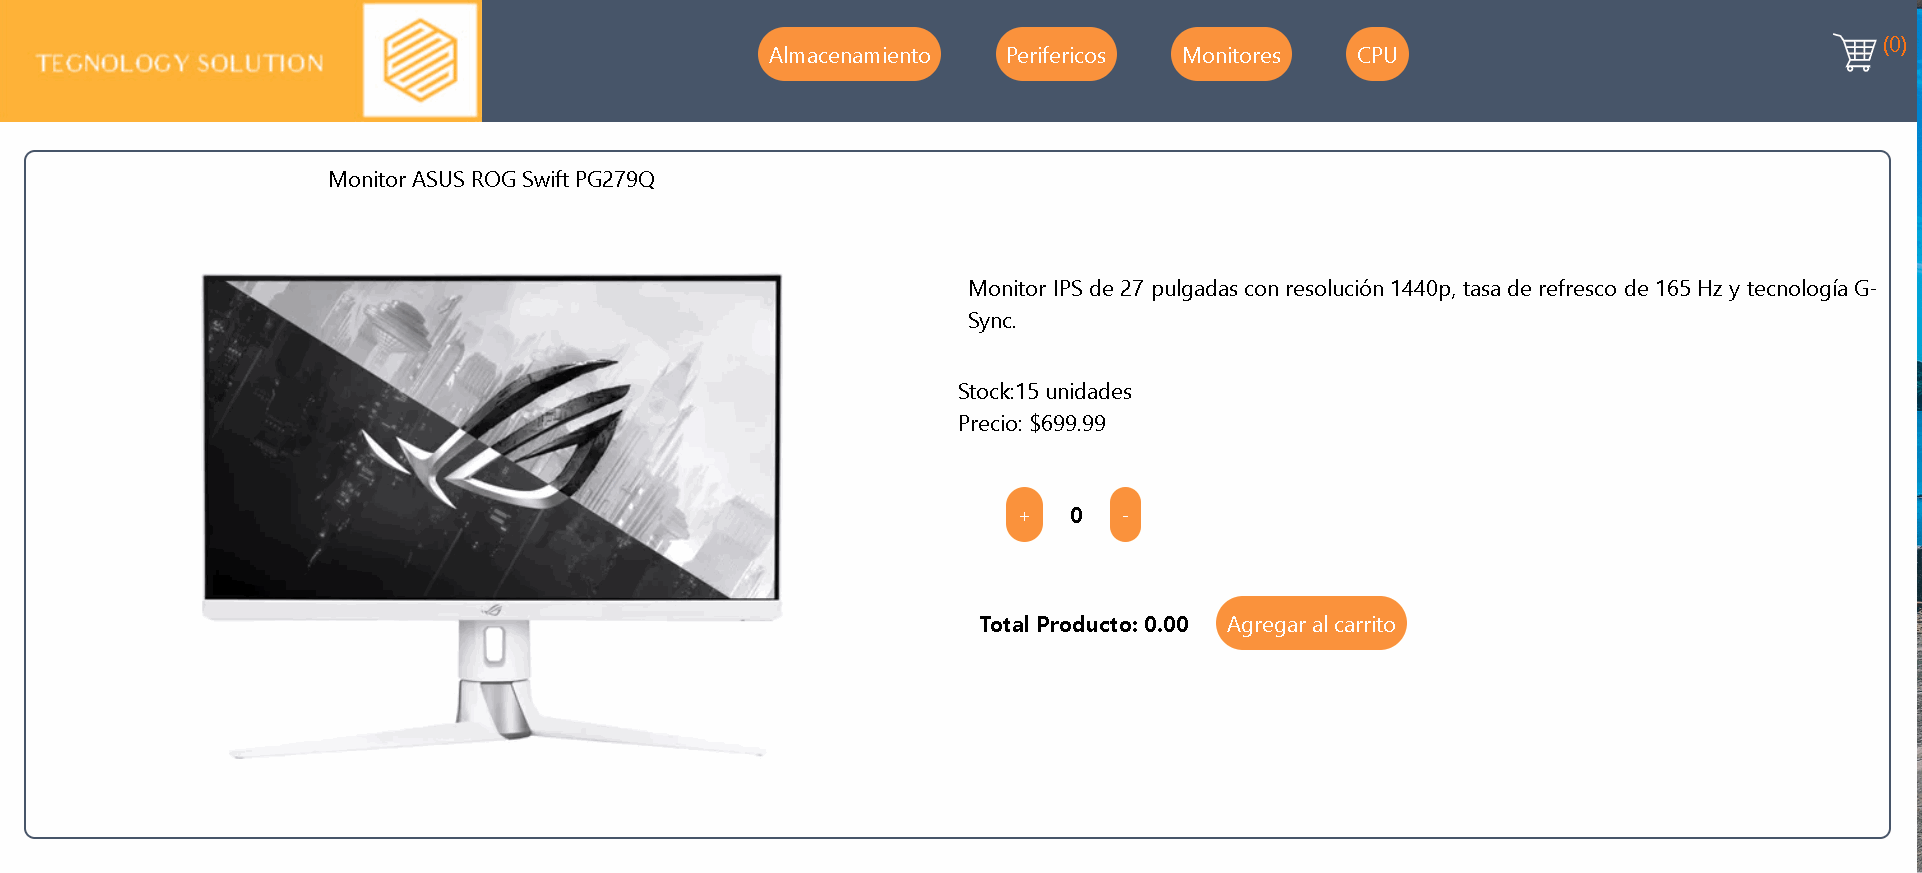 TEGNOLOGY SOLUTION
Almacenamiento
Perifericos
Monitores
CPU
(0)
Monitor ASUS ROG Swift PG279Q
Monitor IPS de 27 pulgadas con resolución 1440p, tasa de refresco de 165 Hz y tecnología G-
Sync.
Stock:15 unidades
Precio: $699.99
+ 0 -
Total Producto: 0.00
Agregar al carrito